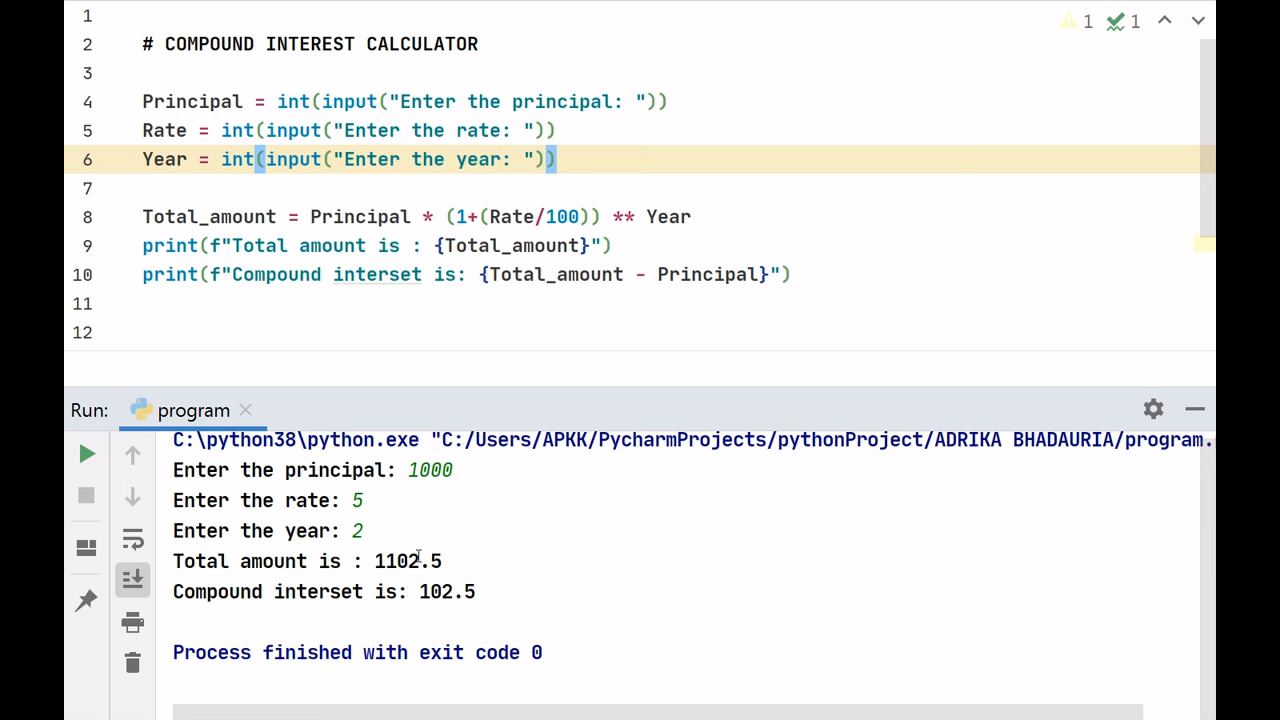 1
⚠ 1 ✓ 1
2 # COMPOUND INTEREST CALCULATOR
3
4 Principal = int(input("Enter the principal: "))
5 Rate = int(input("Enter the rate: "))
6 Year = int(input("Enter the year: "))
7
8 Total_amount = Principal * (1+(Rate/100)) ** Year
9 print(f"Total amount is : {Total_amount}")
10 print(f"Compound interset is: {Total_amount - Principal}")
11
12
Run: program
C:\python38\python.exe "C:/Users/APKK/PycharmProjects/pythonProject/ADRIKA BHADAURIA/program.
Enter the principal: 1000
Enter the rate: 5
Enter the year: 2
Total amount is : 1102.5
Compound interset is: 102.5
Process finished with exit code 0